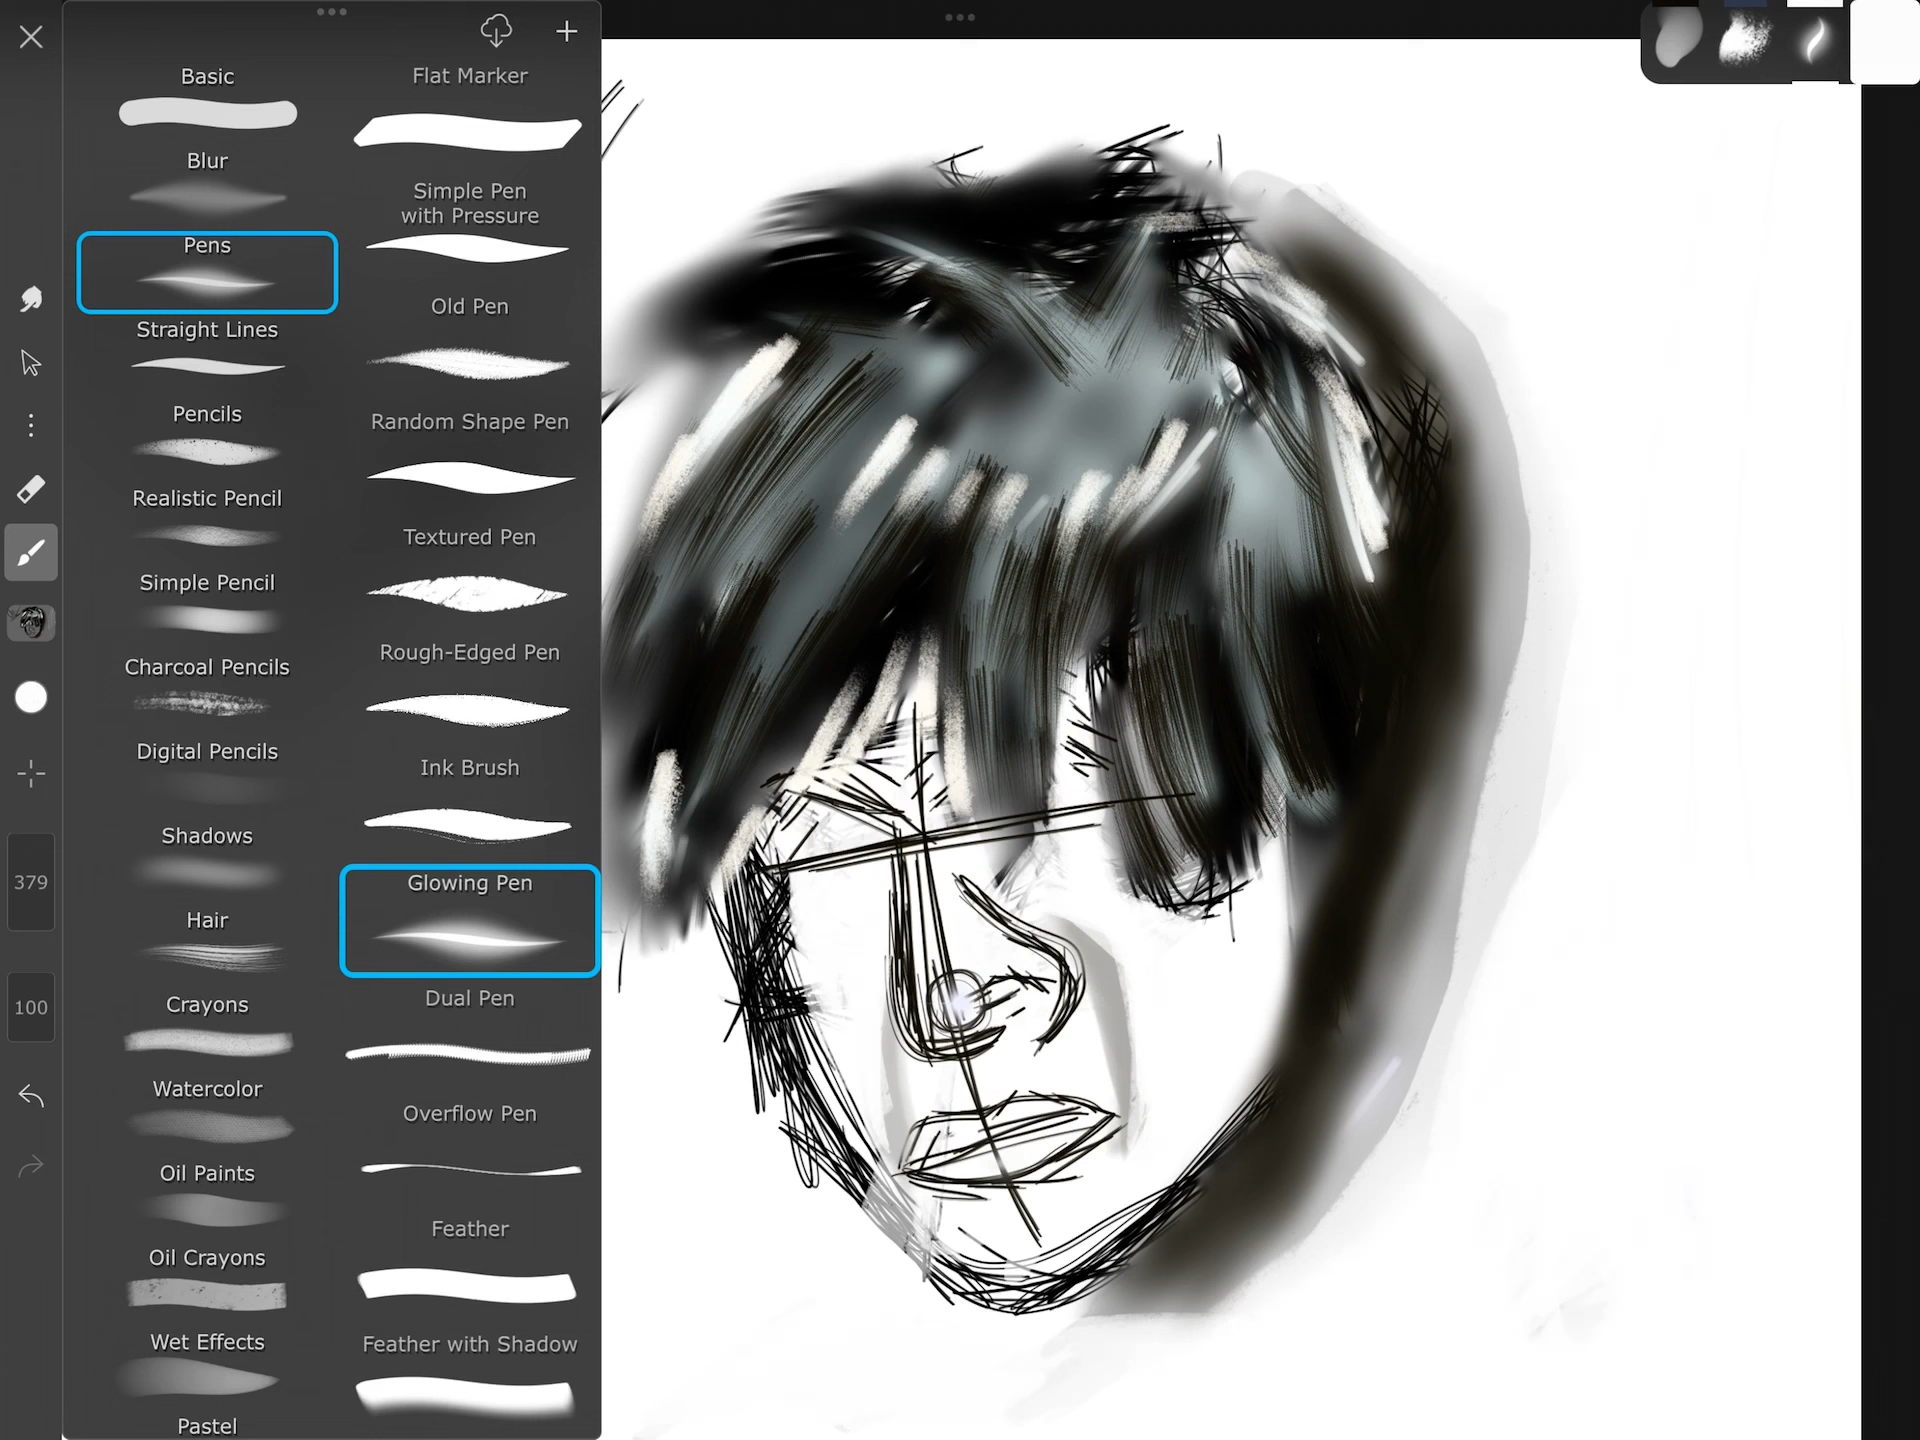 Basic
Blur
Pens
Straight Lines
Pencils
Realistic Pencil
Simple Pencil
Charcoal Pencils
Digital Pencils
Shadows
Hair
Crayons
Watercolor
Oil Paints
Oil Crayons
Wet Effects
Pastel
Flat Marker
Simple Pen
with Pressure
Old Pen
Random Shape Pen
Textured Pen
Rough-Edged Pen
Ink Brush
Glowing Pen
Dual Pen
Overflow Pen
Feather
Feather with Shadow
379
100